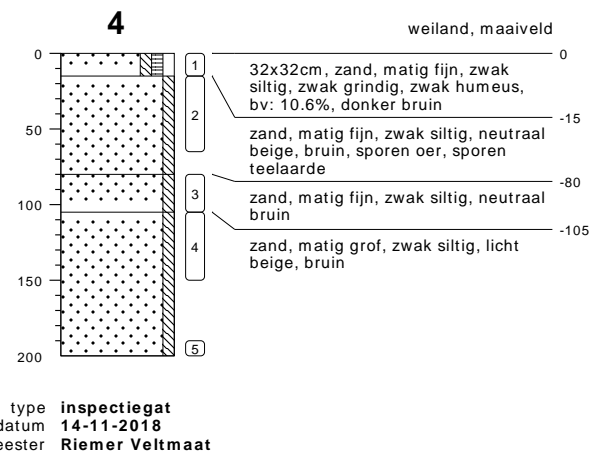 4
weiland, maaiveld
0
50
100
150
200
1
2
3
4
5
0
32x32cm, zand, matig fijn, zwak
siltig, zwak grindig, zwak humeus,
bv: 10.6%, donker bruin
-15
zand, matig fijn, zwak siltig, neutraal
beige, bruin, sporen oer, sporen
teelaarde
-80
zand, matig fijn, zwak siltig, neutraal
bruin
-105
zand, matig grof, zwak siltig, licht
beige, bruin
type inspectiegat
datum 14-11-2018
eester Riemer Veltmaat